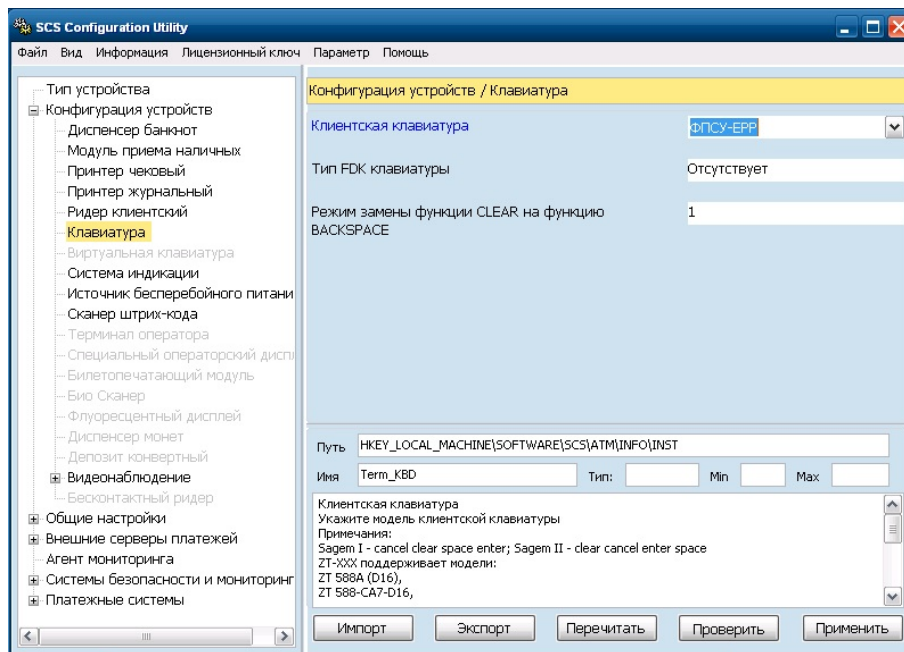 SCS Configuration Utility
Файл Вид Информация Лицензионный ключ Параметр Помощь
Тип устройства
Конфигурация устройств
Диспенсер банкнот
Модуль приема наличных
Принтер чековый
Принтер журнальный
Ридер клиентский
Клавиатура
Виртуальная клавиатура
Система индикации
Источник бесперебойного питани
Сканер штрих-кода
Терминал оператора
Специальный операторский диспл
Билетопечатающий модуль
Био Сканер
Флуоресцентный дисплей
Диспенсер монет
Депозит конвертный
Видеонаблюдение
Бесконтактный ридер
Общие настройки
Внешние серверы платежей
Агент мониторинга
Системы безопасности и мониторинг
Платежные системы
Конфигурация устройств / Клавиатура
Клиентская клавиатура ФПСУ-EPP
Тип FDK клавиатуры Отсутствует
Режим замены функции CLEAR на функцию 1
BACKSPACE
Путь HKEY_LOCAL_MACHINE\SOFTWARE\SCS\ATM\INFO\INST
Имя Term_KBD Тип: Min Max
Клиентская клавиатура
Укажите модель клиентской клавиатуры
Примечания:
Sagem I - cancel clear space enter; Sagem II - clear cancel enter space
ZT-XXX поддерживает модели:
ZT 588A (D16),
ZT 588-CA7-D16,
Импорт Экспорт Перечитать Проверить Применить